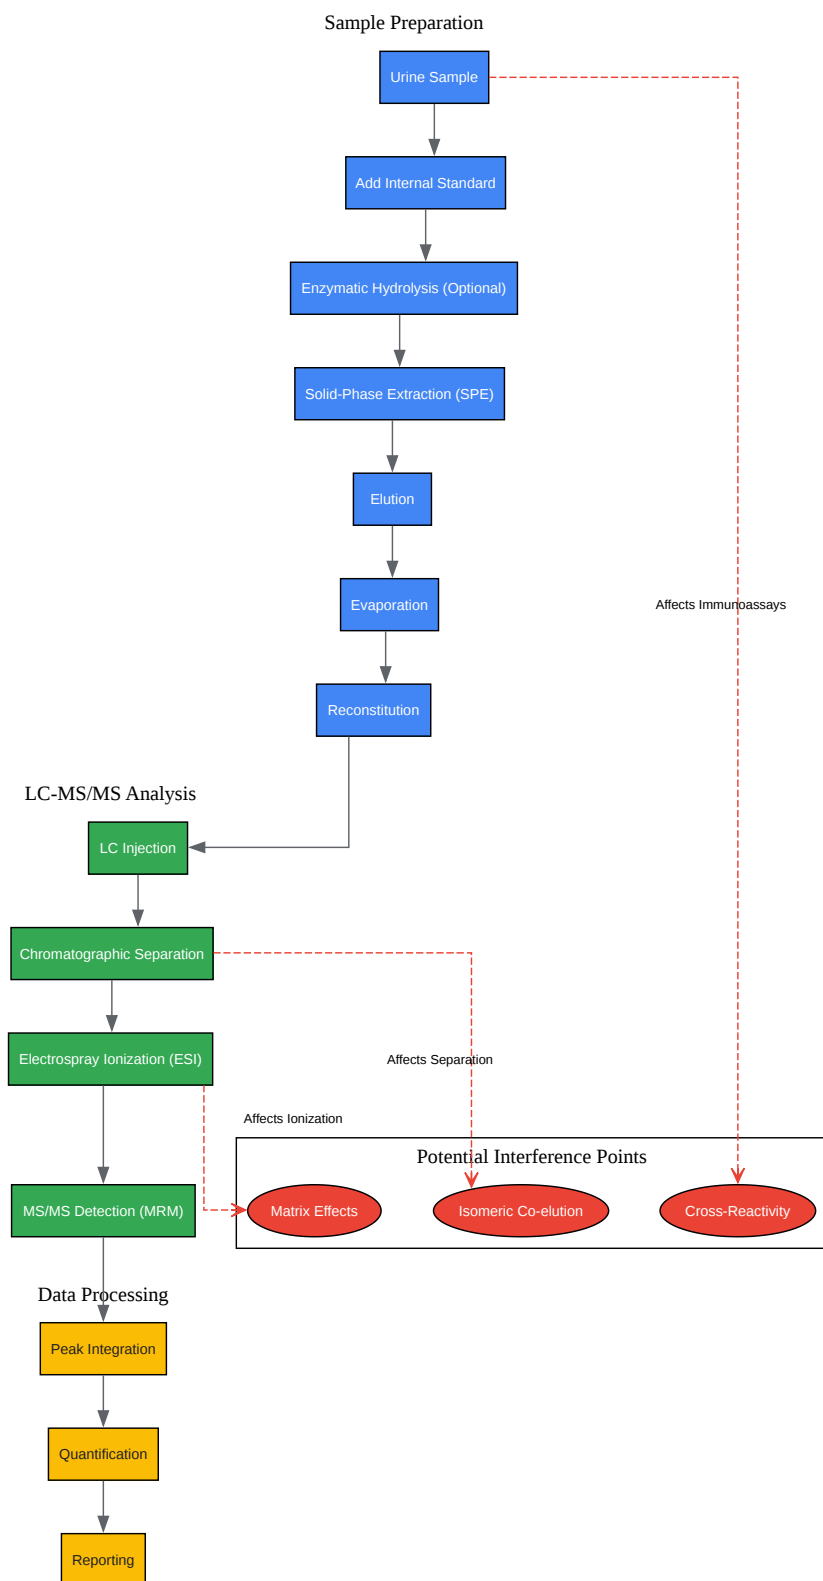 Sample Preparation
Urine Sample
Add Internal Standard
Enzymatic Hydrolysis (Optional)
Solid-Phase Extraction (SPE)
Elution
Evaporation
Affects Immunoassays
Reconstitution
LC-MS/MS Analysis
LC Injection
Chromatographic Separation
Electrospray Ionization (ESI)
Affects Separation
Affects Ionization
Potential Interference Points
MS/MS Detection (MRM)
Matrix Effects
Isomeric Co-elution
Cross-Reactivity
Data Processing
Peak Integration
Quantification
Reporting